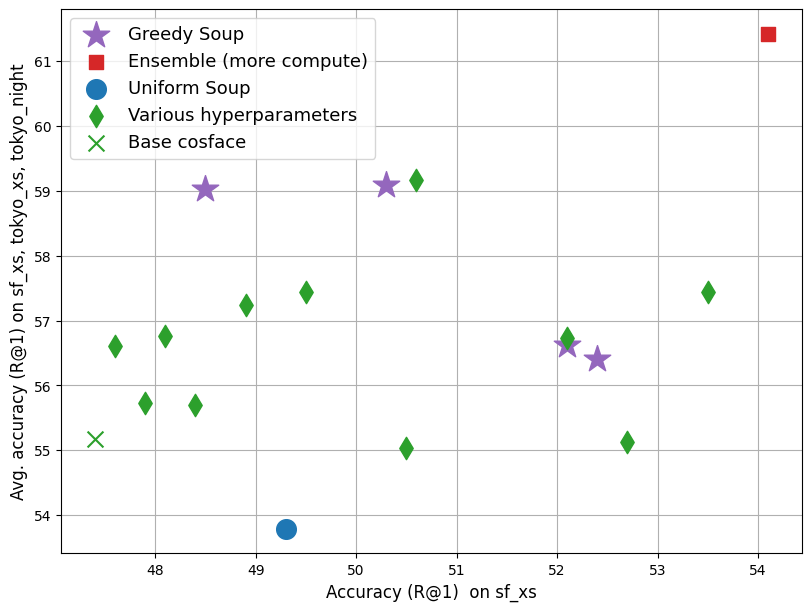 Greedy Soup
Ensemble (more compute)
Uniform Soup
Various hyperparameters
Base cosface
Avg. accuracy (R@1) on sf_xs, tokyo_xs, tokyo_night
61
60
59
58
57
56
55
54
48 49 50 51 52 53 54
Accuracy (R@1)  on sf_xs